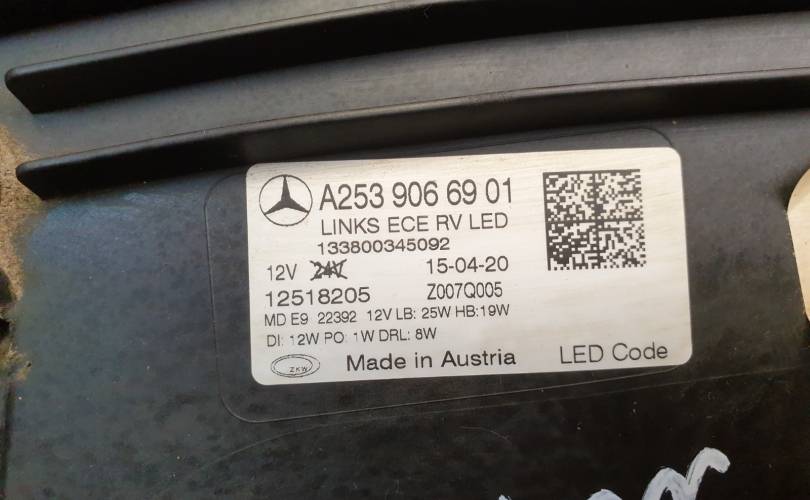 A253 906 69 01
LINKS ECE RV LED
133800345092
12V 24V 15-04-20
12518205 Z007Q005
MD E9 22392 12V LB: 25W HB:19W
DI: 12W PO: 1W DRL: 8W
ZKW Made in Austria LED Code